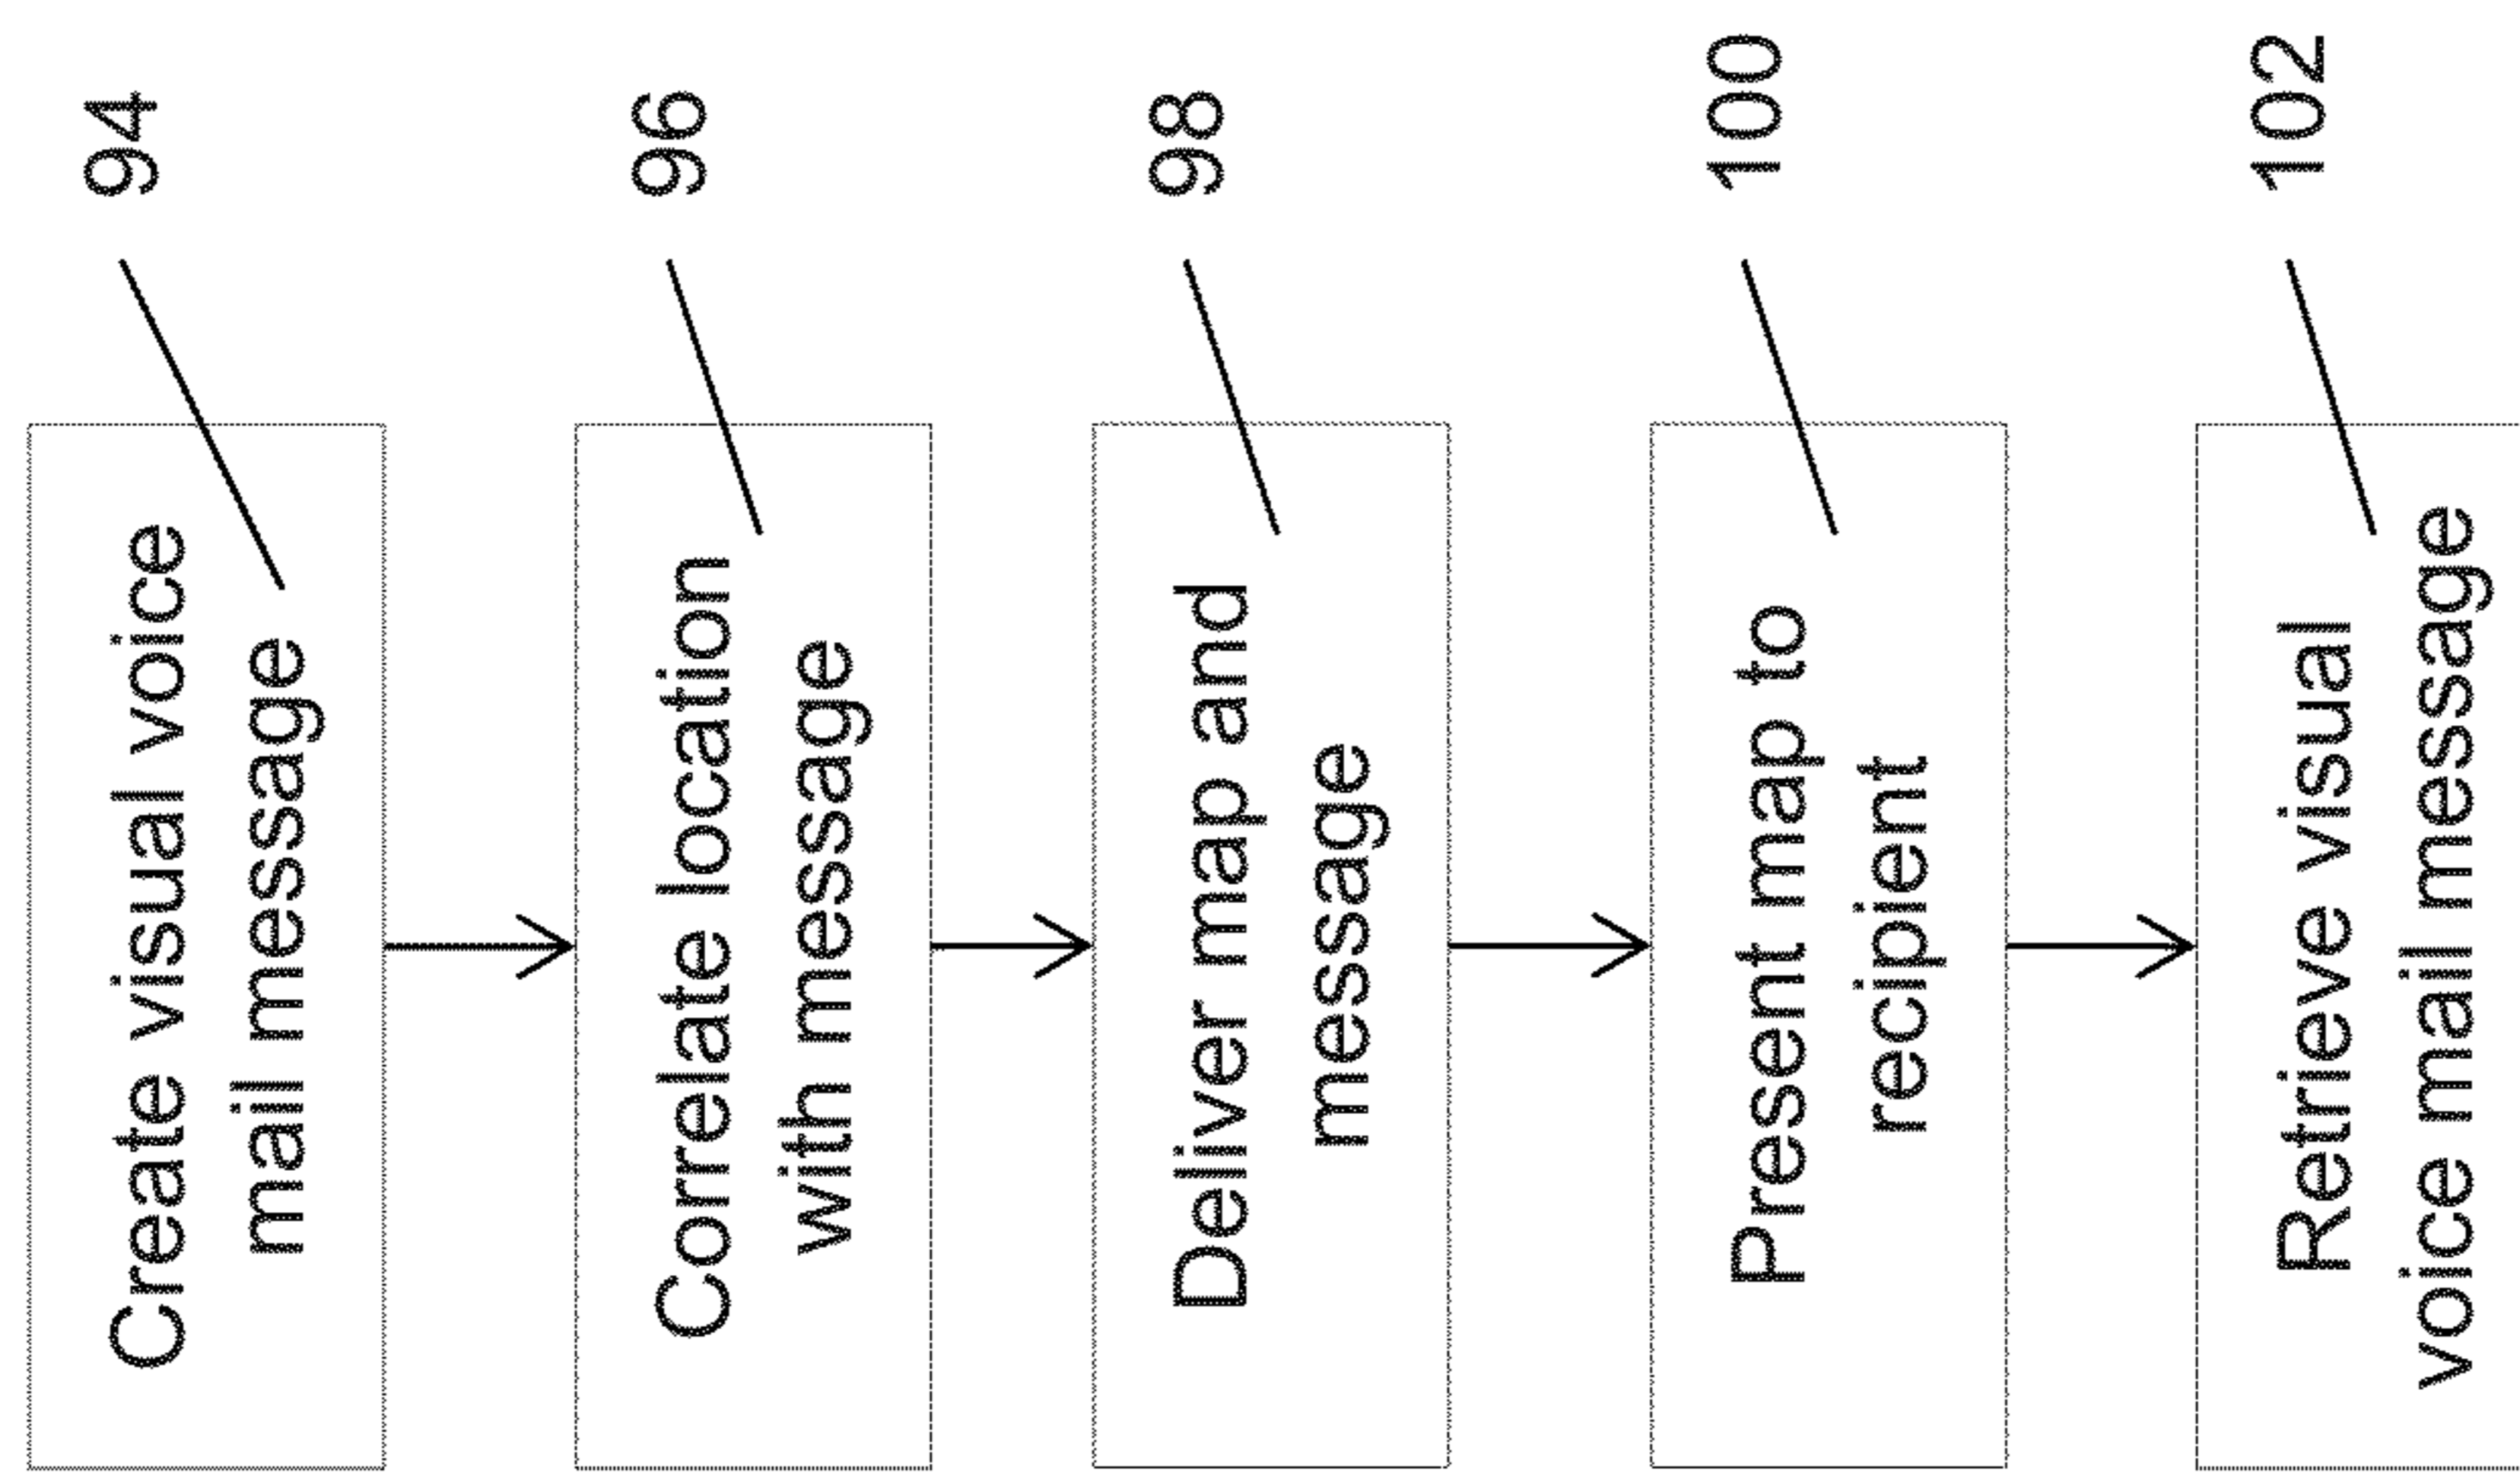 Create visual voice
mail message
94
Correlate location
with message
96
Deliver map and
message
98
Present map to
recipient
100
Retrieve visual
voice mail message
102